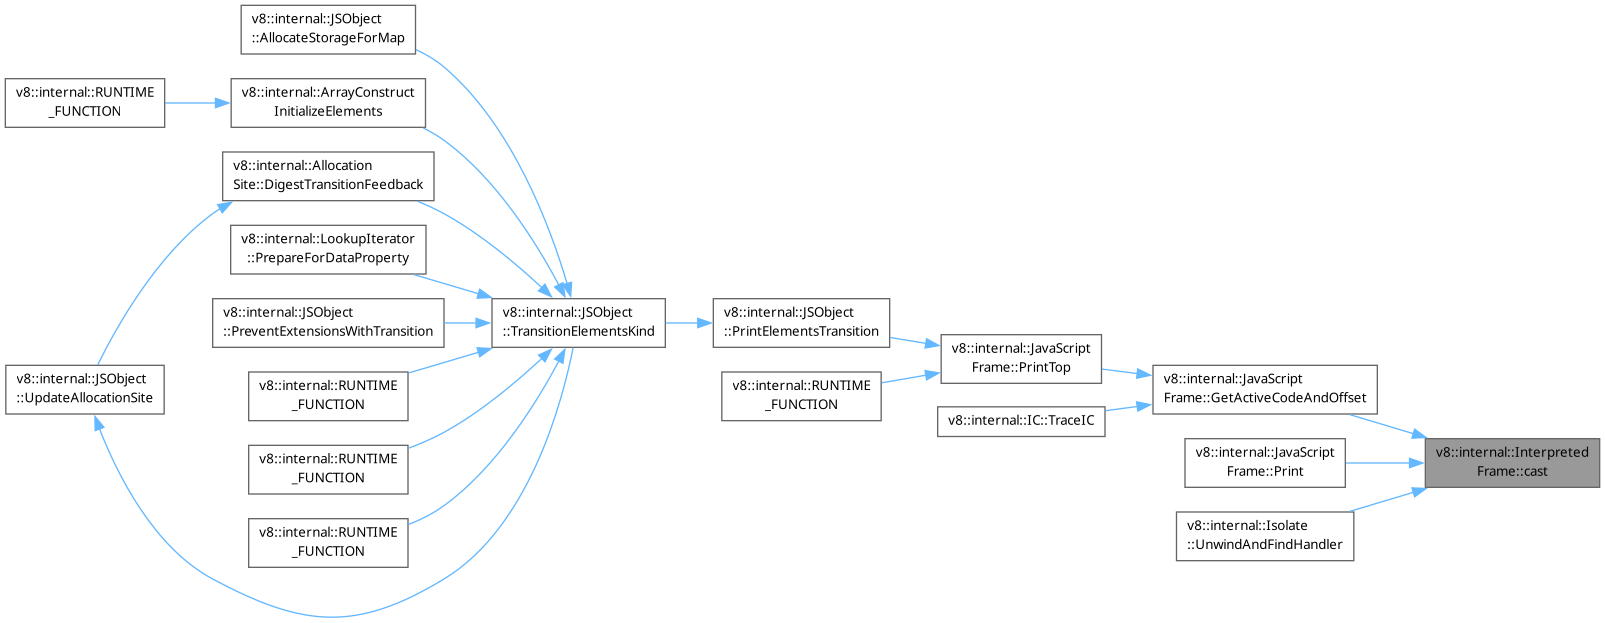 v8::internal::JSObject
::AllocateStorageForMap
v8::internal::RUNTIME
_FUNCTION
v8::internal::ArrayConstruct
InitializeElements
v8::internal::Allocation
Site::DigestTransitionFeedback
v8::internal::LookupIterator
::PrepareForDataProperty
v8::internal::JSObject
::PreventExtensionsWithTransition
v8::internal::JSObject
::TransitionElementsKind
v8::internal::JSObject
::PrintElementsTransition
v8::internal::JavaScript
Frame::PrintTop
v8::internal::JSObject
::UpdateAllocationSite
v8::internal::RUNTIME
_FUNCTION
v8::internal::RUNTIME
_FUNCTION
v8::internal::JavaScript
Frame::GetActiveCodeAndOffset
v8::internal::IC::TraceIC
v8::internal::RUNTIME
_FUNCTION
v8::internal::JavaScript
Frame::Print
v8::internal::Interpreted
Frame::cast
v8::internal::RUNTIME
_FUNCTION
v8::internal::Isolate
::UnwindAndFindHandler